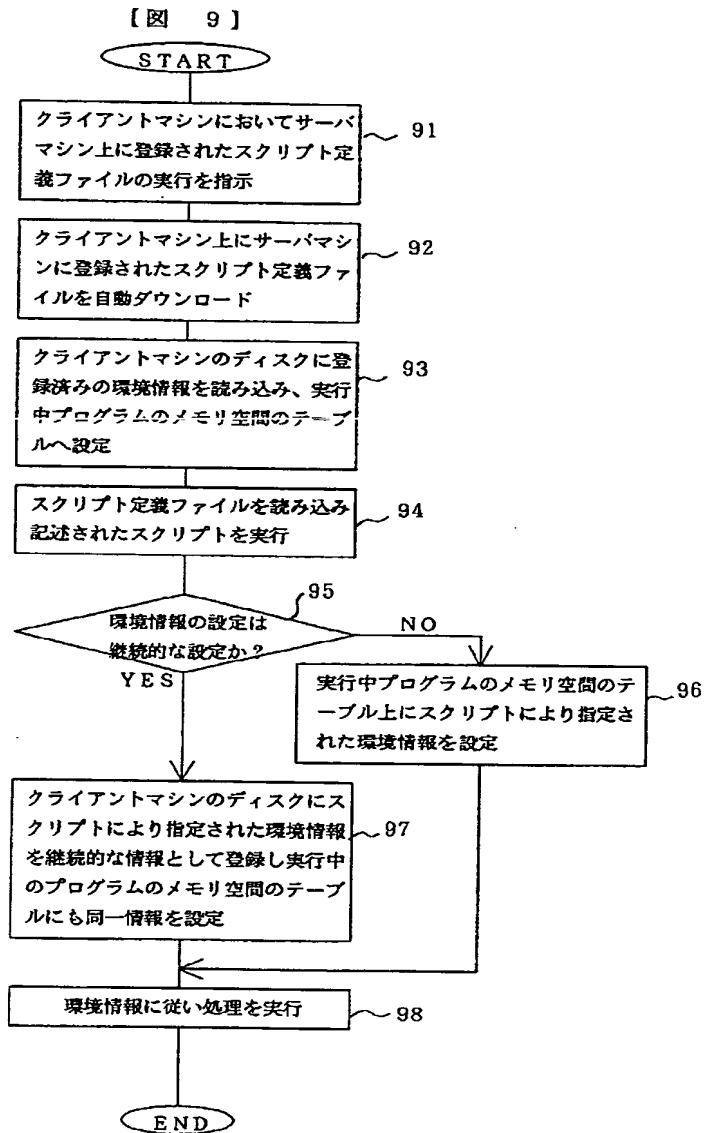 [図 9]
START
クライアントマシンにおいてサーバ
マシン上に登録されたスクリプト定
義ファイルの実行を指示
91
クライアントマシン上にサーバマシ
ンに登録されたスクリプト定義ファ
イルを自動ダウンロード
92
クライアントマシンのディスクに登
録済みの環境情報を読み込み、実行
中プログラムのメモリ空間のテーブ
ルへ設定
93
スクリプト定義ファイルを読み込み
記述されたスクリプトを実行
94
95
環境情報の設定は
継続的な設定か?
NO
YES
実行中プログラムのメモリ空間のテ
ーブル上にスクリプトにより指定さ
れた環境情報を設定
96
クライアントマシンのディスクにス
クリプトにより指定された環境情報
を継続的な情報として登録し実行中
のプログラムのメモリ空間のテーブ
ルにも同一情報を設定
97
環境情報に従い処理を実行
98
END